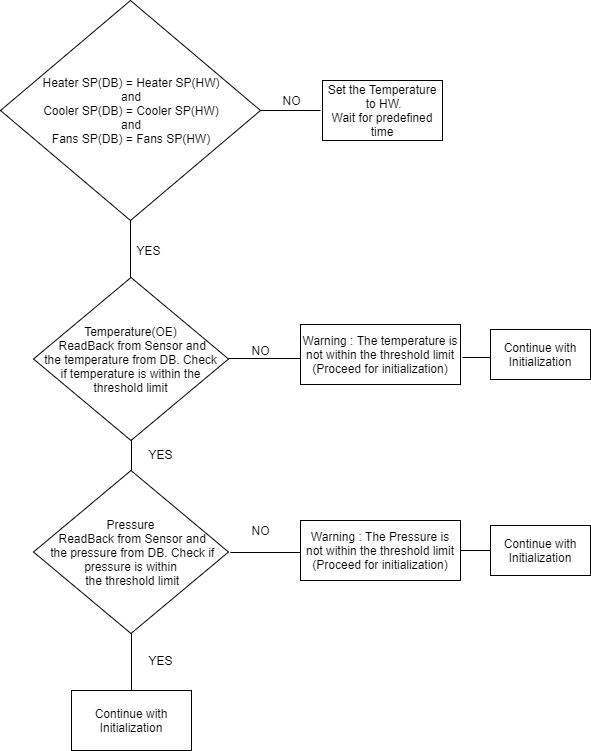 Heater SP(DB) = Heater SP(HW)
and
Cooler SP(DB) = Cooler SP(HW)
and
Fans SP(DB) = Fans SP(HW)
NO
Set the Temperature
to HW.
Wait for predefined
time
YES
Temperature(OE)
ReadBack from Sensor and
the temperature from DB. Check
if temperature is within the
threshold limit
NO
Warning : The temperature is
not within the threshold limit
(Proceed for initialization)
Continue with
Initialization
YES
Pressure
ReadBack from Sensor and
the pressure from DB. Check if
pressure is within
the threshold limit
NO
Warning : The Pressure is
not within the threshold limit
(Proceed for initialization)
Continue with
Initialization
YES
Continue with
Initialization